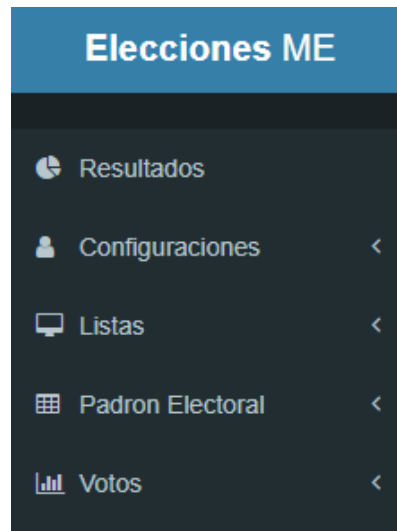 Elecciones ME
Resultados
Configuraciones
Listas
Padron Electoral
Votos